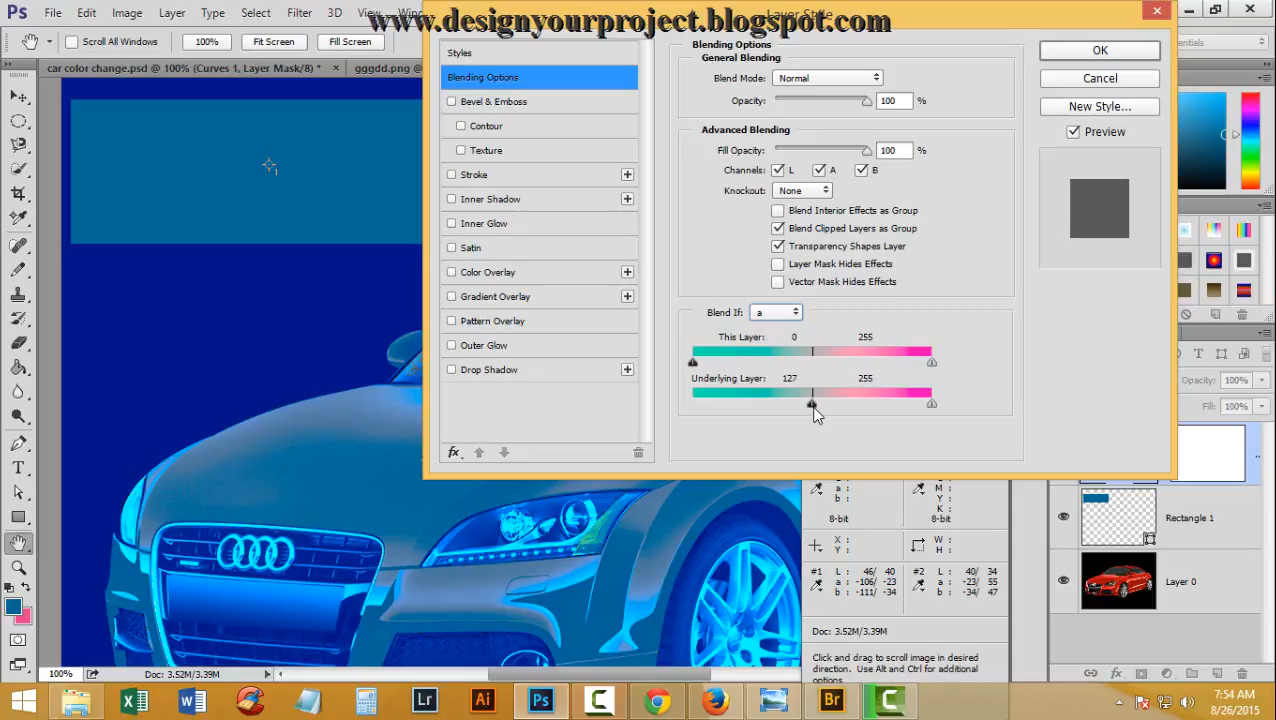 Ps File Edit Image Layer Type Select Filter 3D View
www.designyourproject.blogspot.com
Layer Style
Scroll All Windows 100% Fit Screen Fill Screen
car color change.psd @ 100% (Curves 1, Layer Mask/8) * × gggdd.png @
Styles
Blending Options
Bevel & Emboss
Contour
Texture
Stroke
Inner Shadow
Inner Glow
Satin
Color Overlay
Gradient Overlay
Pattern Overlay
Outer Glow
Drop Shadow
fx
Blending Options
General Blending
Blend Mode: Normal
Opacity: 100 %
Advanced Blending
Fill Opacity: 100 %
Channels: L A B
Knockout: None
Blend Interior Effects as Group
Blend Clipped Layers as Group
Transparency Shapes Layer
Layer Mask Hides Effects
Vector Mask Hides Effects
Blend If: a
This Layer: 0 255
Underlying Layer: 127 255
OK
Cancel
New Style...
Preview
Opacity: 100%
Fill: 100%
Rectangle 1
Layer 0
a :
b :
8-bit
M :
Y :
K :
8-bit
X :
Y :
W :
H :
#1 L : 46/ 40
a : -106/ -23
b : -111/ -34
#2 L : 40/ 34
a : -23/ 55
b : -34/ 47
Doc: 3.52M/3.39M
Click and drag to scroll image in desired
direction. Use Alt and Ctrl for additional
options.
100% Doc: 3.52M/3.39M
Lr Ai Ps Br
7:54 AM
8/26/2015